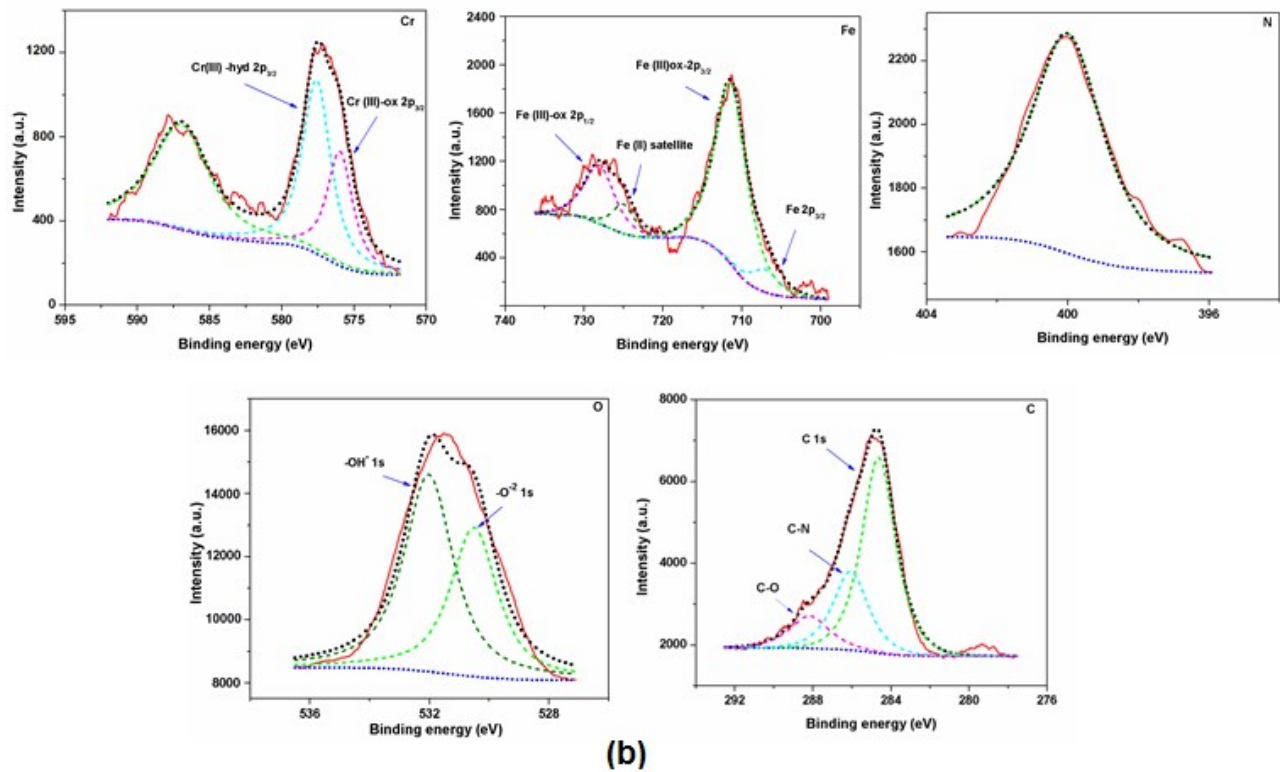 Cr
Cr(III) -hyd 2p3/2
Cr (III)-ox 2p3/2
Intensity (a.u.)
1200
800
400
0
595 590 585 580 575 570
Binding energy (eV)
Fe
Fe (III)ox-2p3/2
Fe (III)-ox 2p1/2
Fe (II) satellite
Fe 2p3/2
Intensity (a.u.)
2400
1800
1200
600
0
740 730 720 710 700
Binding energy (eV)
N
Intensity (a.u.)
2200
2000
1800
1600
404 400 396
Binding energy (eV)
O
-OH- 1s
-O-2 1s
Intensity (a.u.)
16000
14000
12000
10000
8000
536 532 528
Binding energy (eV)
C
C 1s
C-N
C-O
Intensity (a.u.)
8000
6000
4000
2000
292 288 284 280 276
Binding energy (eV)
(b)